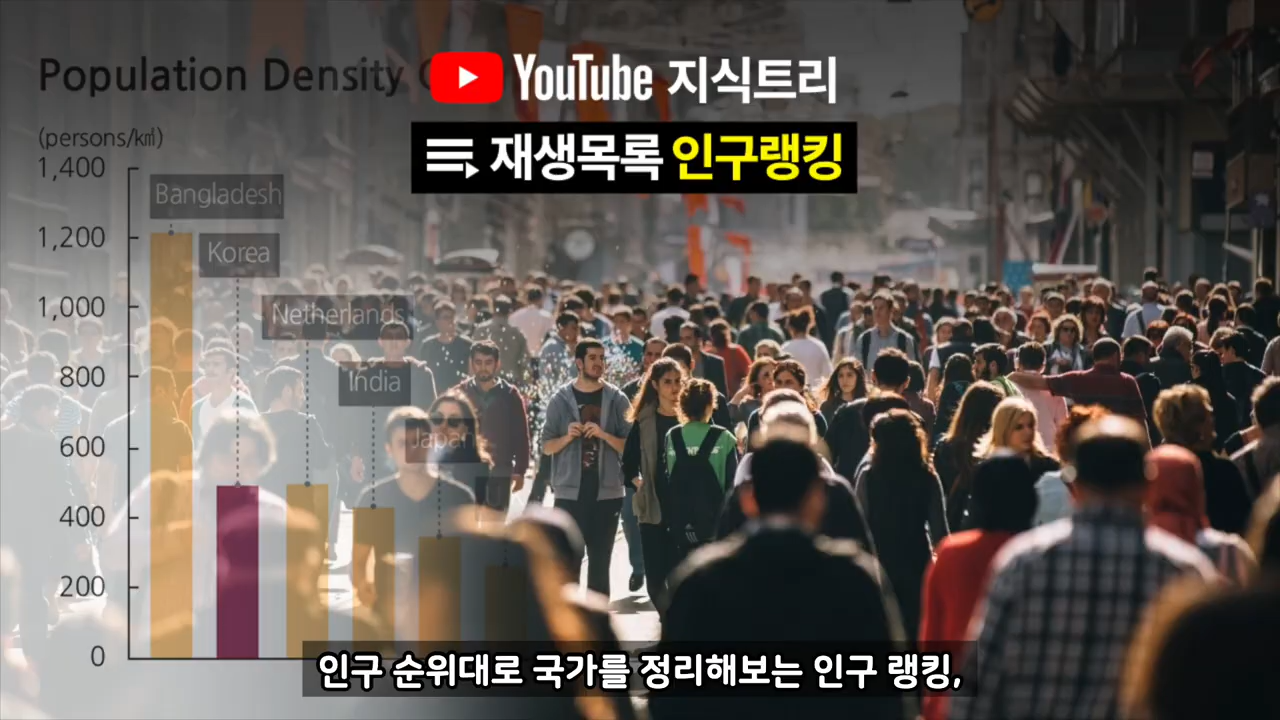 Population Density
YouTube 지식트리
재생목록 인구랭킹
(persons/㎢)
1,400
1,200
1,000
800
600
400
200
0
Bangladesh
Korea
Netherlands
India
Japan
인구 순위대로 국가를 정리해보는 인구 랭킹,